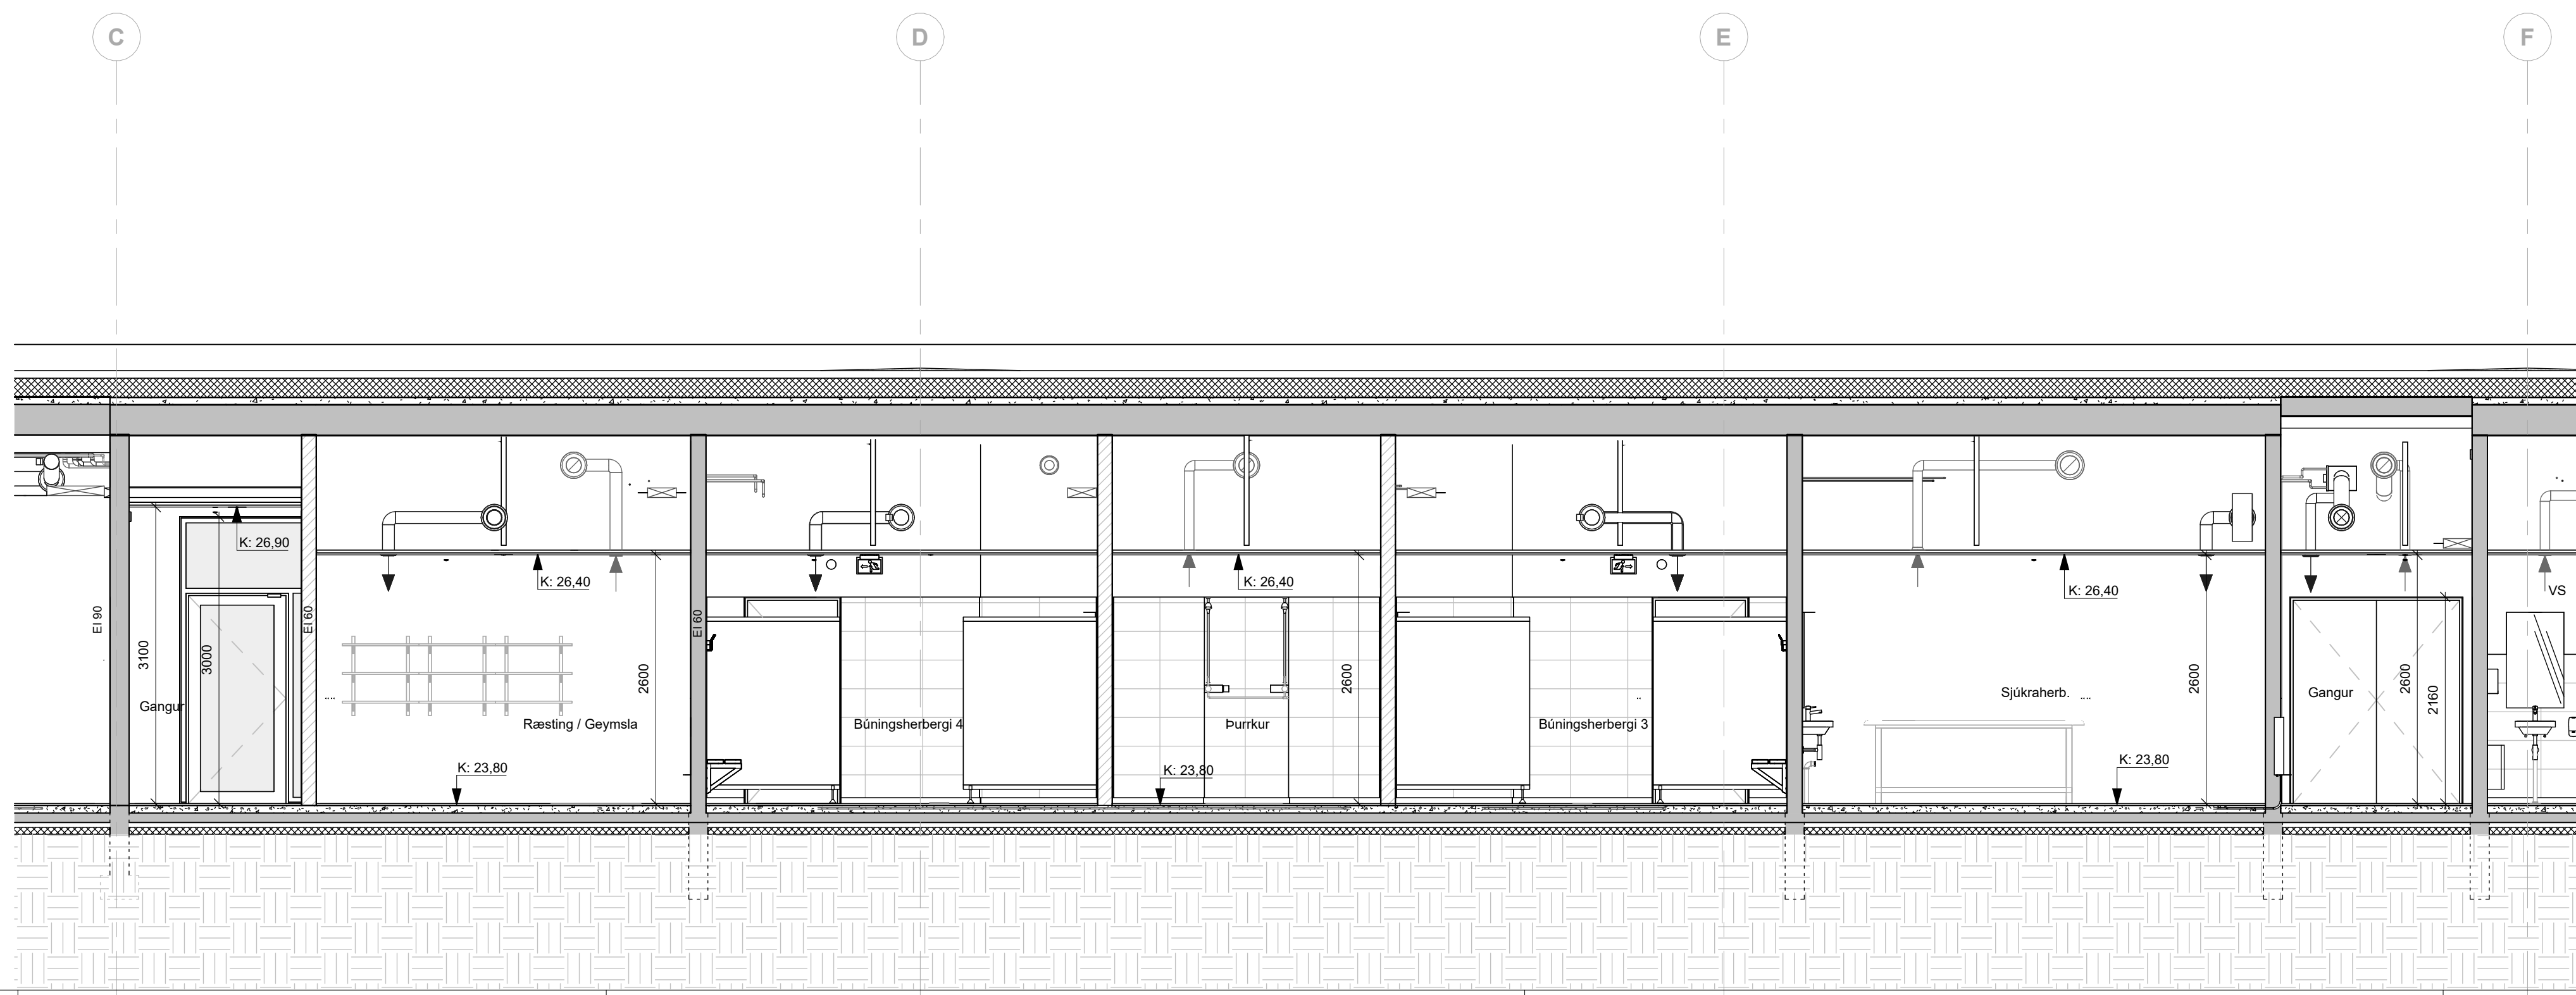 C
D
E
F
K: 26,90
K: 26,40
K: 26,40
K: 26,40
VS
EI 90
EI 60
EI 60
3100
3000
2600
2600
2600
2600
2160
Gangur
Ræsting / Geymsla
Búningsherbergi 4
Þurrkur
Búningsherbergi 3
Sjúkraherb.
Gangur
K: 23,80
K: 23,80
K: 23,80